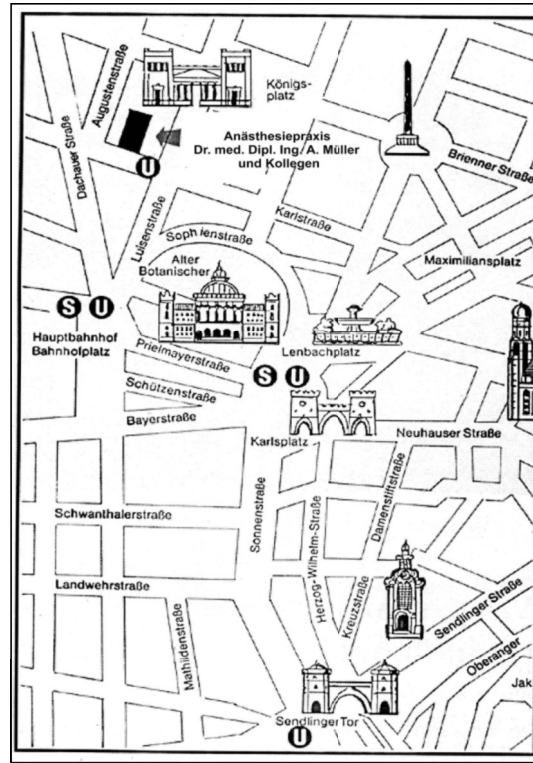 Königs-
platz
Augustenstraße
Dachauer Straße
Anästhesiepraxis
Dr. med. Dipl. Ing. A. Müller
und Kollegen
U
Brienner Straße
Luisenstraße
Karlstraße
Sophienstraße
Alter
Botanischer
Maximiliansplatz
S U
Hauptbahnhof
Bahnhofplatz
Prielmayerstraße
Lenbachplatz
S U
Schützenstraße
Bayerstraße
Karlsplatz
Neuhauser Straße
Sonnenstraße
Herzog-Wilhelm-Straße
Damenstiftstraße
Schwanthalerstraße
Landwehrstraße
Kreuzstraße
Sendlinger Straße
Mathildenstraße
Oberanger
Jak
Sendlinger Tor
U